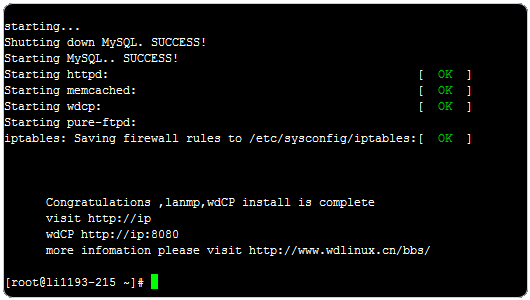 starting...
Shutting down MySQL. SUCCESS!
Starting MySQL.. SUCCESS!
Starting httpd: [ OK ]
Starting memcached: [ OK ]
Starting wdcp: [ OK ]
Starting pure-ftpd:
iptables: Saving firewall rules to /etc/sysconfig/iptables:[ OK ]
Congratulations ,lanmp,wdCP install is complete
visit http://ip
wdCP http://ip:8080
more infomation please visit http://www.wdlinux.cn/bbs/
[root@li1193-215 ~]#